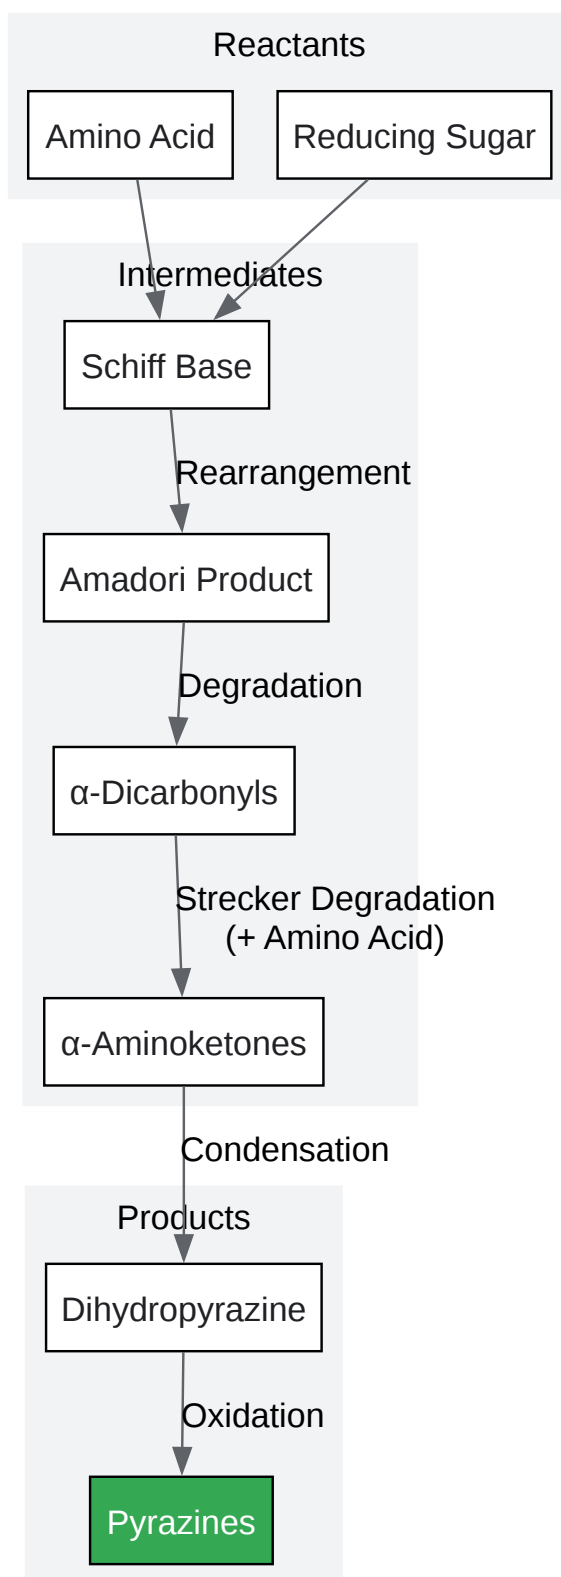 Reactants
Amino Acid
Reducing Sugar
Intermediates
Schiff Base
Rearrangement
Amadori Product
Degradation
α-Dicarbonyls
Strecker Degradation
(+ Amino Acid)
α-Aminoketones
Condensation
Products
Dihydropyrazine
Oxidation
Pyrazines